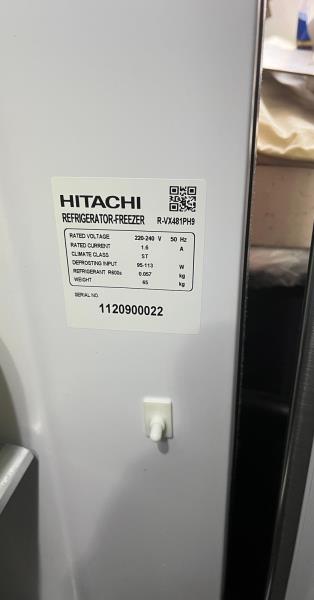 HITACHI
REFRIGERATOR-FREEZER R-VX481PH9
RATED VOLTAGE 220-240 V 50 Hz
RATED CURRENT 1.6 A
CLIMATE CLASS ST
DEFROSTING INPUT 95-113 W
REFRIGERANT R600a 0.057 kg
WEIGHT 65 kg
SERIAL NO.
1120900022